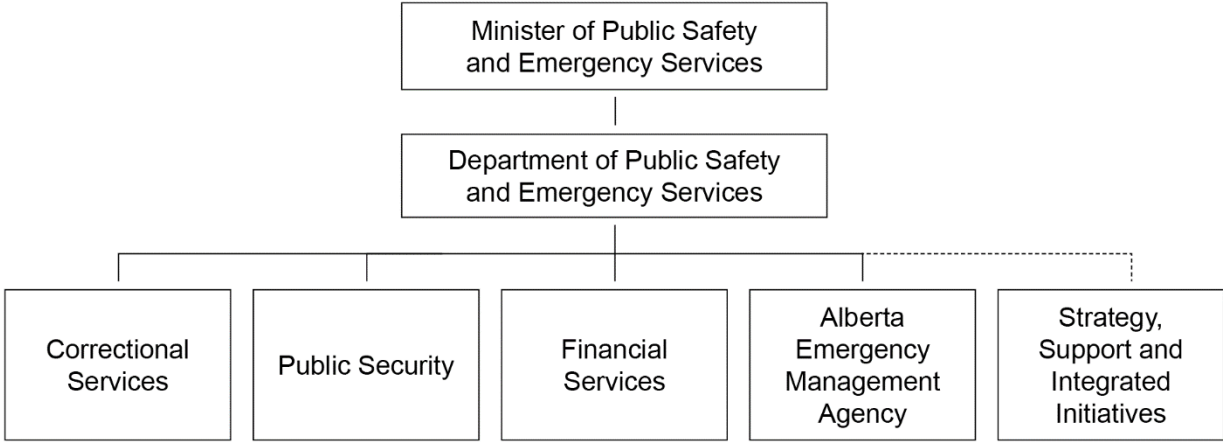 Minister of Public Safety
and Emergency Services
Department of Public Safety
and Emergency Services
Correctional
Services
Public Security
Financial
Services
Alberta
Emergency
Management
Agency
Strategy,
Support and
Integrated
Initiatives